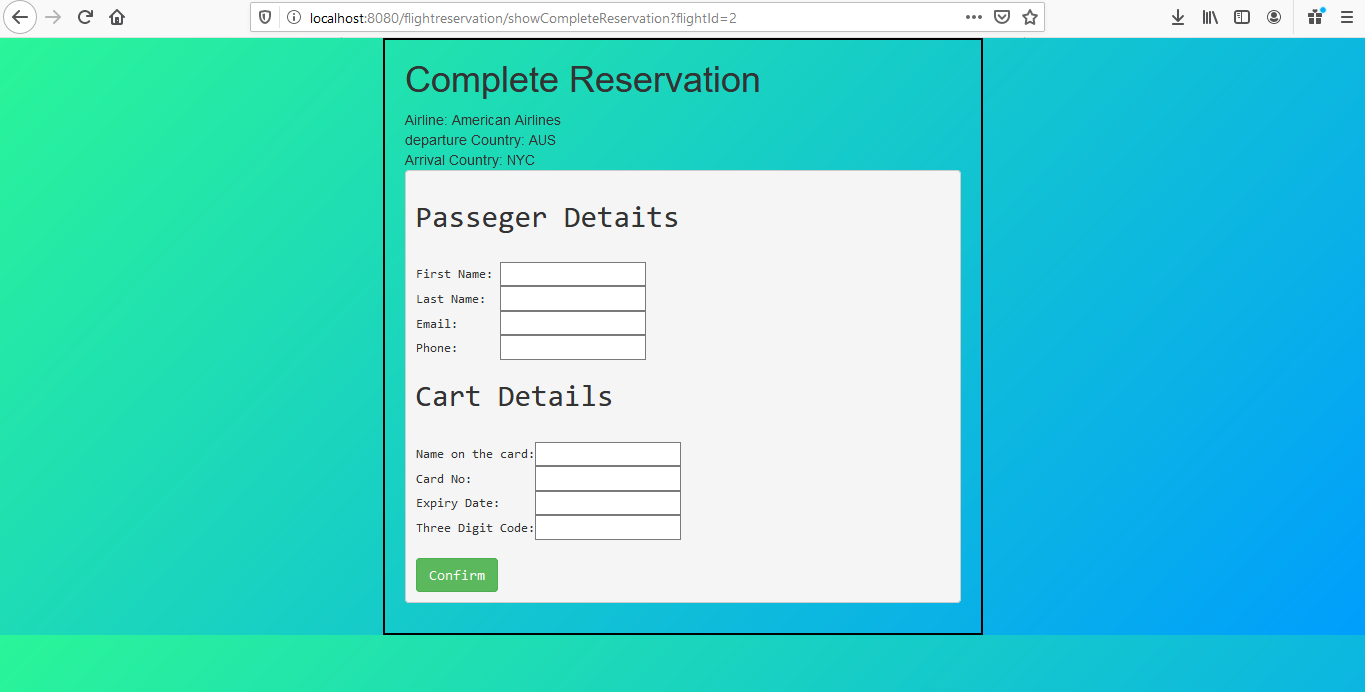 localhost:8080/flightreservation/showCompleteReservation?flightId=2
Complete Reservation
Airline: American Airlines
departure Country: AUS
Arrival Country: NYC
Passeger Detaits
First Name:
Last Name:
Email:
Phone:
Cart Details
Name on the card:
Card No:
Expiry Date:
Three Digit Code:
Confirm